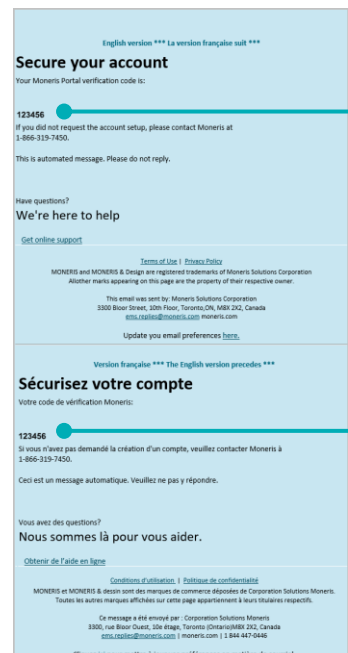 English version *** La version française suit ***
Secure your account
Your Moneris Portal verification code is:
123456
If you did not request the account setup, please contact Moneris at
1-866-319-7450.
This is automated message. Please do not reply.
Have questions?
We're here to help
Get online support
Terms of Use | Privacy Policy
MONERIS and MONERIS & Design are registered trademarks of Moneris Solutions Corporation
Allother marks appearing on this page are the property of their respective owner.
This email was sent by: Moneris Solutions Corporation
3300 Bloor Street, 10th Floor, Toronto,ON, M8X 2X2, Canada
ems.replies@moneris.com moneris.com
Update you email preferences here.
Version française *** The English version precedes ***
Sécurisez votre compte
Votre code de vérification Moneris:
123456
Si vous n'avez pas demandé la création d'un compte, veuillez contacter Moneris à
1-866-319-7450.
Ceci est un message automatique. Veuillez ne pas y répondre.
Vous avez des questions?
Nous sommes là pour vous aider.
Obtenir de l'aide en ligne
Conditions d'utilisation | Politique de confidentialité
MONERIS et MONERIS & dessin sont des marques de commerce déposées de Corporation Solutions Moneris.
Toutes les autres marques affichées sur cette page appartiennent à leurs titulaires respectifs.
Ce message a été envoyé par : Corporation Solutions Moneris
3300, rue Bloor Ouest, 10e étage, Toronto (Ontario)M8X 2X2, Canada
ems.replies@moneris.com | moneris.com | 1 844 447-0446